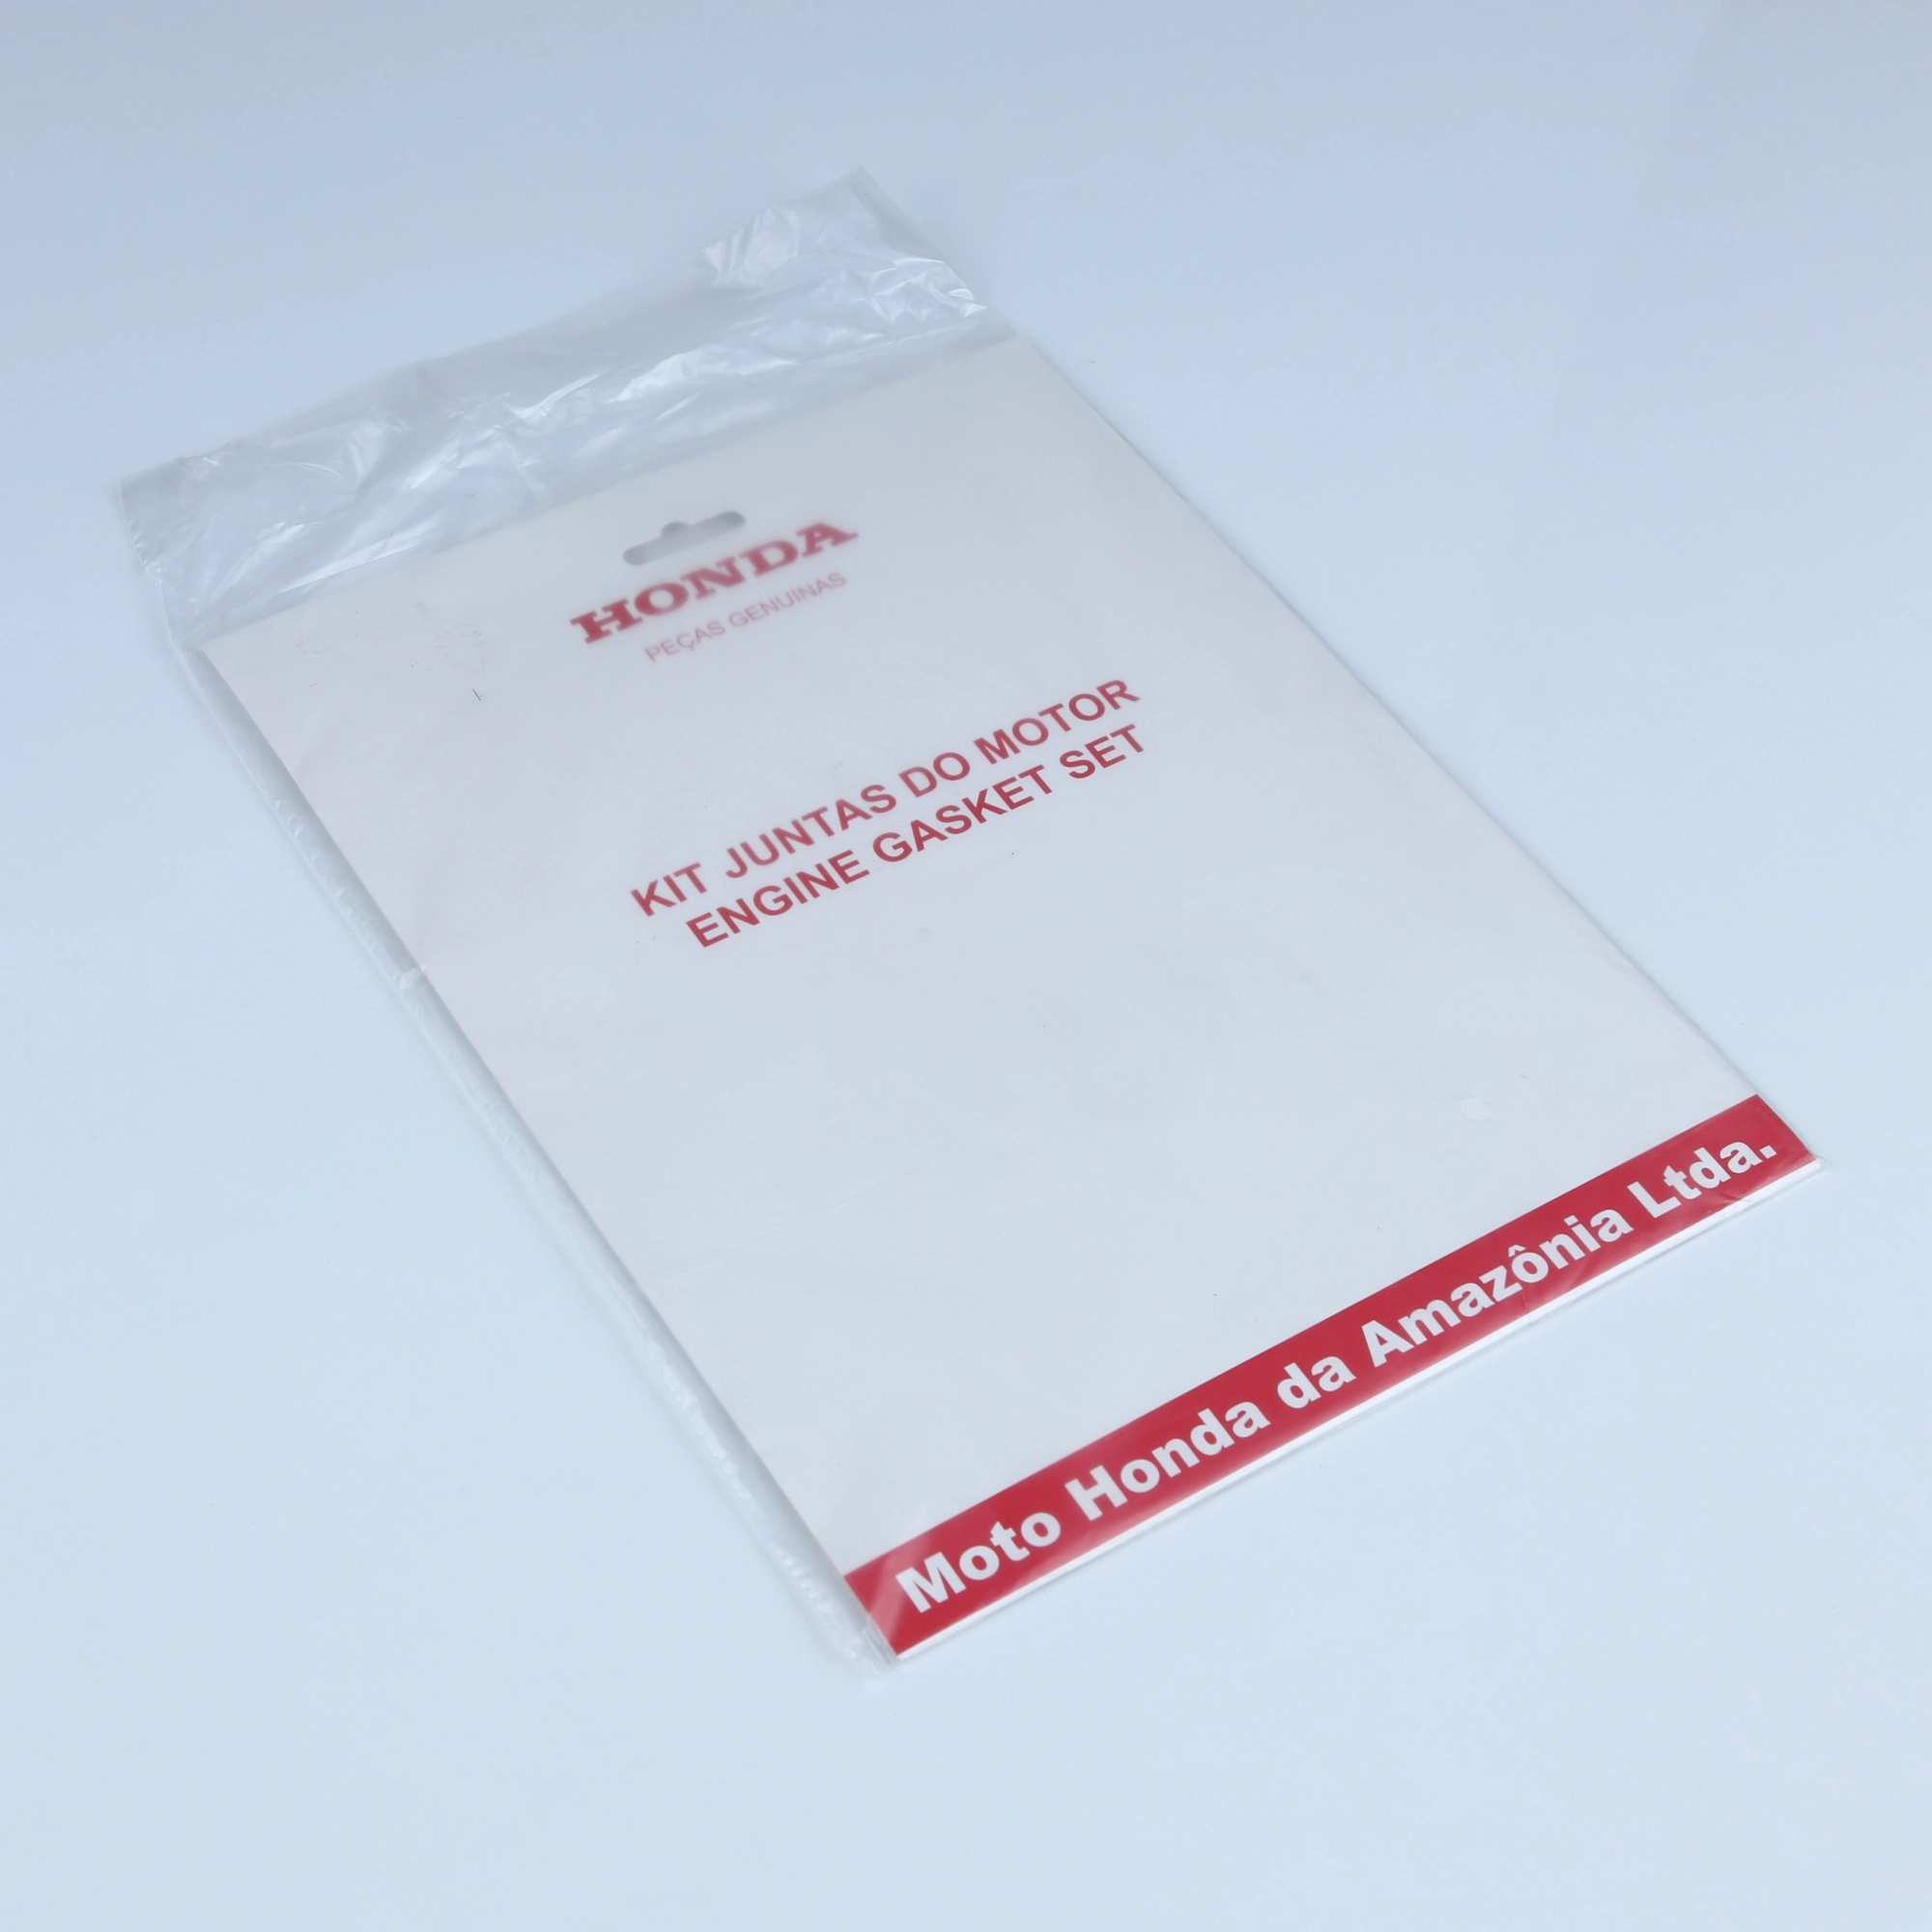 HONDA
PEÇAS GENUINAS
KIT JUNTAS DO MOTOR
ENGINE GASKET SET
Moto Honda da Amazônia Ltda.